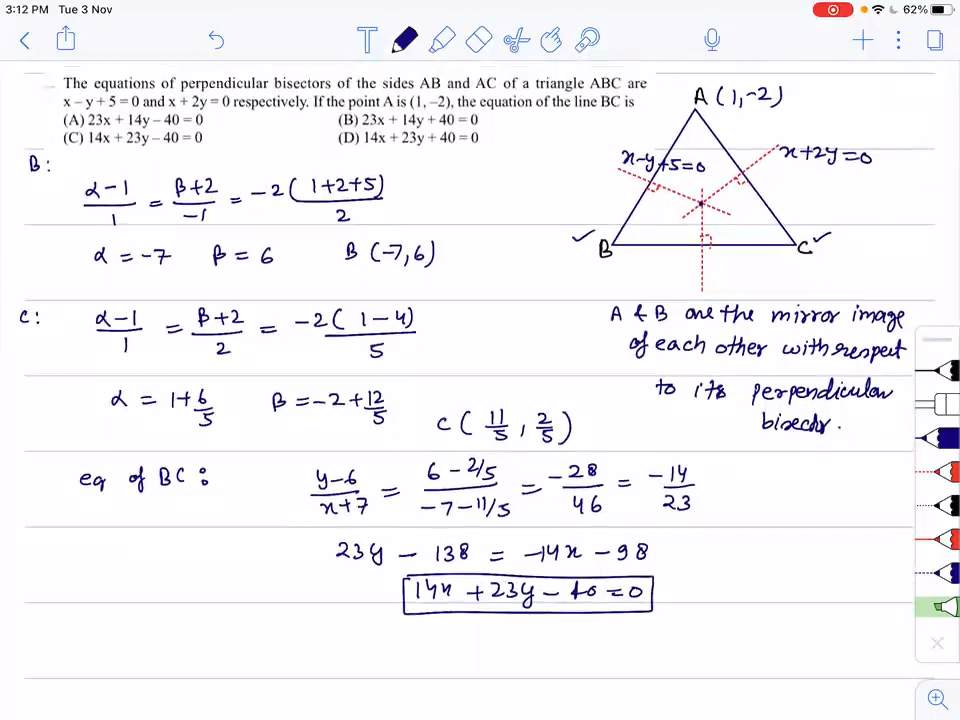 3:12 PM Tue 3 Nov
62%
The equations of perpendicular bisectors of the sides AB and AC of a triangle ABC are
x – y + 5 = 0 and x + 2y = 0 respectively. If the point A is (1, –2), the equation of the line BC is
(A) 23x + 14y – 40 = 0 (B) 23x + 14y + 40 = 0
(C) 14x + 23y – 40 = 0 (D) 14x + 23y + 40 = 0
A (1,-2)
x-y+5=0
x+2y=0
B
C
B:
(α-1)/1 = (β+2)/-1 = -2(1+2+5)/2
α = -7 β = 6 B (-7,6)
C:
(α-1)/1 = (β+2)/2 = -2(1-4)/5
α = 1+6/5 β = -2+12/5
C (11/5, 2/5)
A & B are the mirror image
of each other with respect
to its perpendicular
bisector.
eq of BC:
(y-6)/(x+7) = (6-2/5)/(-7-11/5) = -28/46 = -14/23
23y - 138 = -14x - 98
14x + 23y - 40 = 0